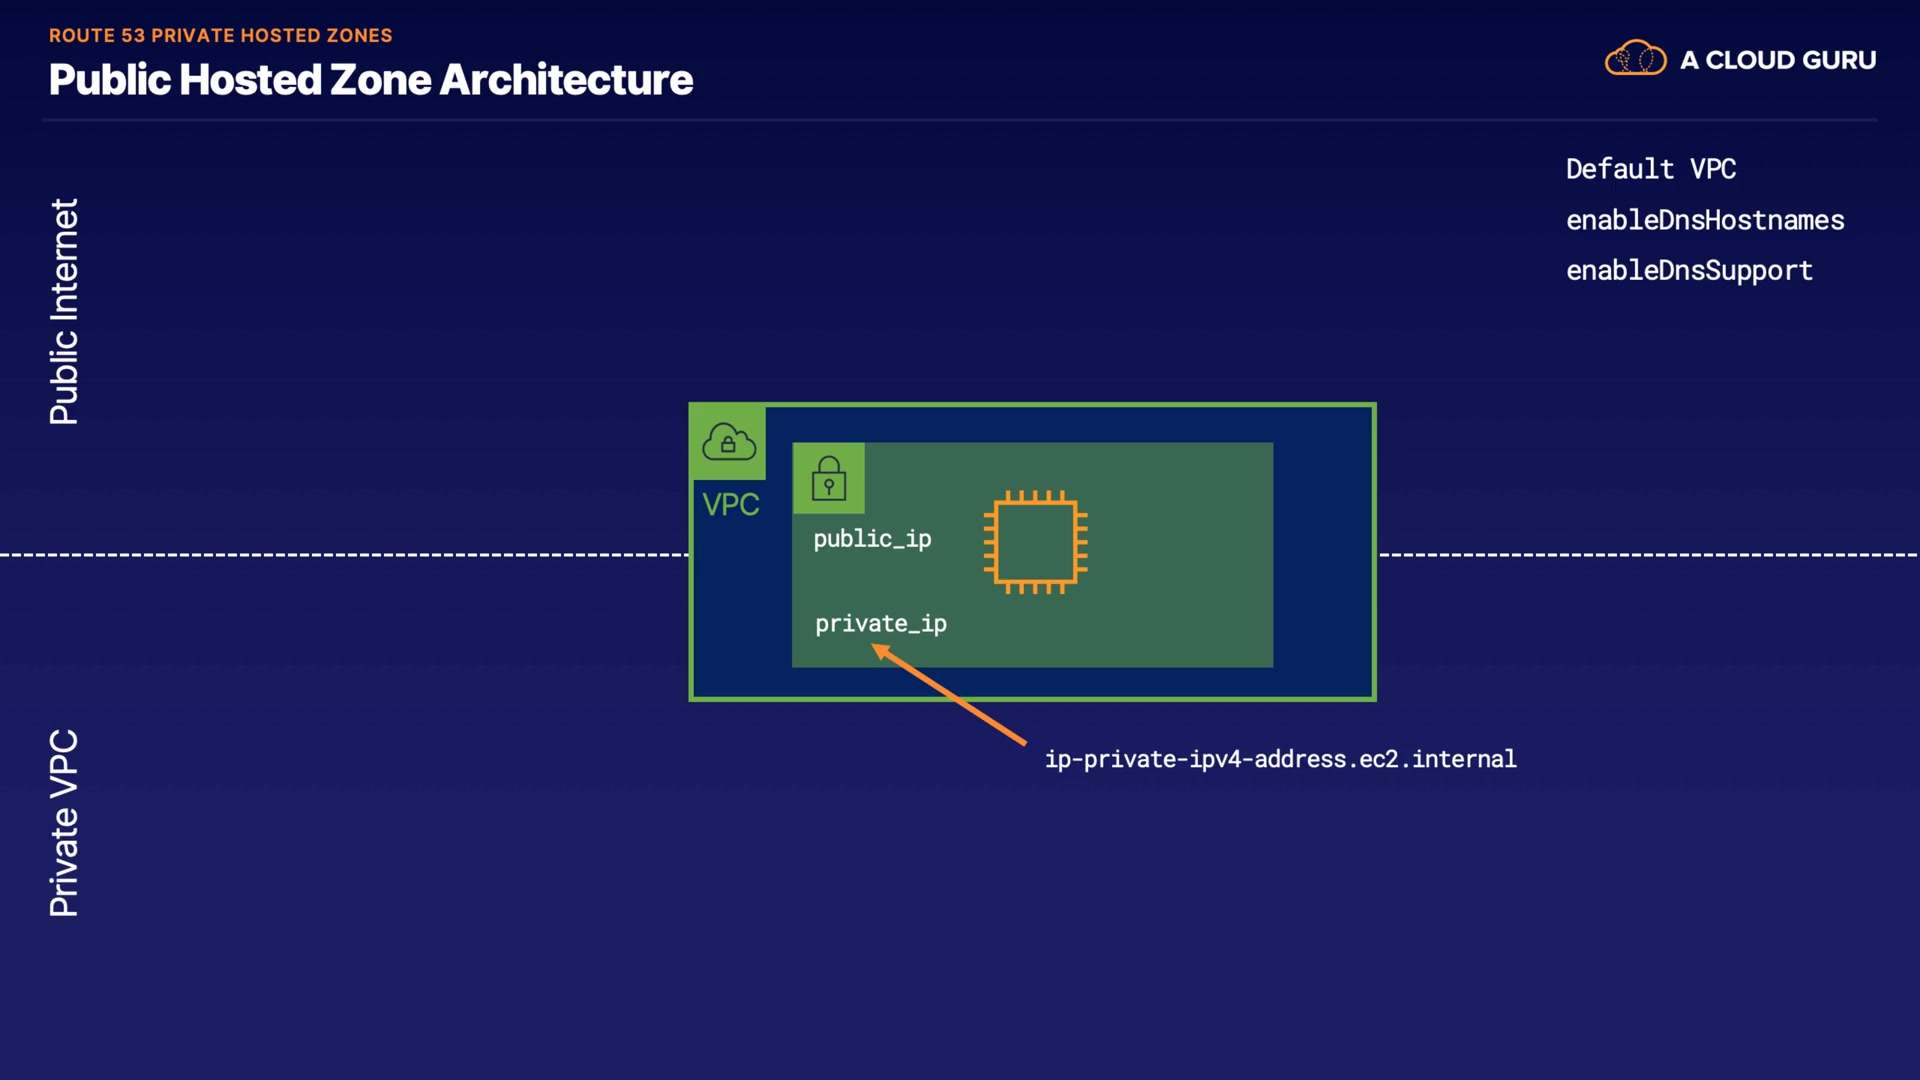 ROUTE 53 PRIVATE HOSTED ZONES
Public Hosted Zone Architecture
A CLOUD GURU
Default VPC
enableDnsHostnames
enableDnsSupport
Public Internet
VPC
public_ip
private_ip
ip-private-ipv4-address.ec2.internal
Private VPC